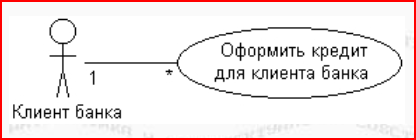 Оформить кредит
для клиента банка
1 *
Клиент банка